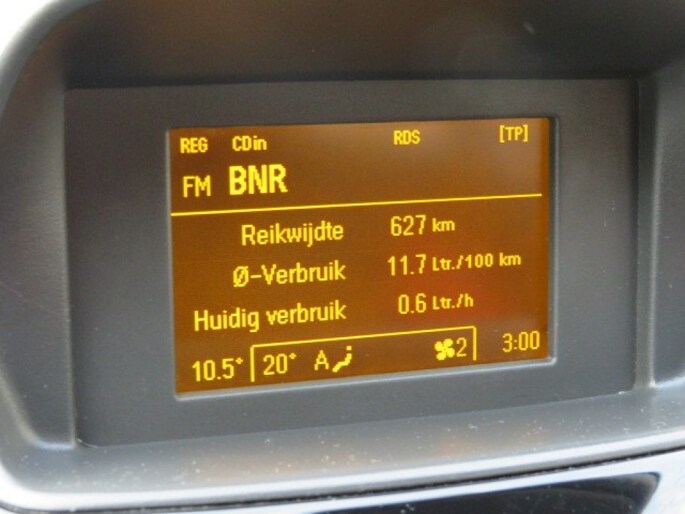 REG CDin RDS [TP]
FM BNR
Reikwijdte 627 km
Ø-Verbruik 11.7 Ltr./100 km
Huidig verbruik 0.6 Ltr./h
10.5° 20° A 2 3:00